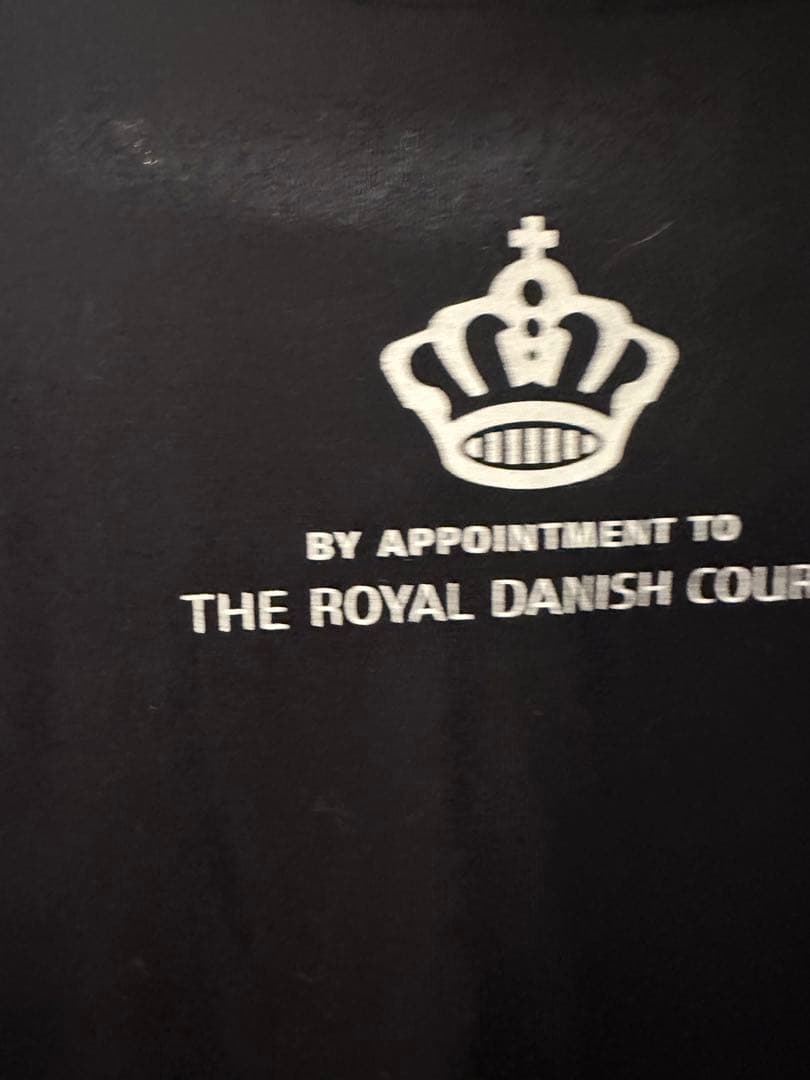 BY APPOINTMENT TO
THE ROYAL DANISH COUR